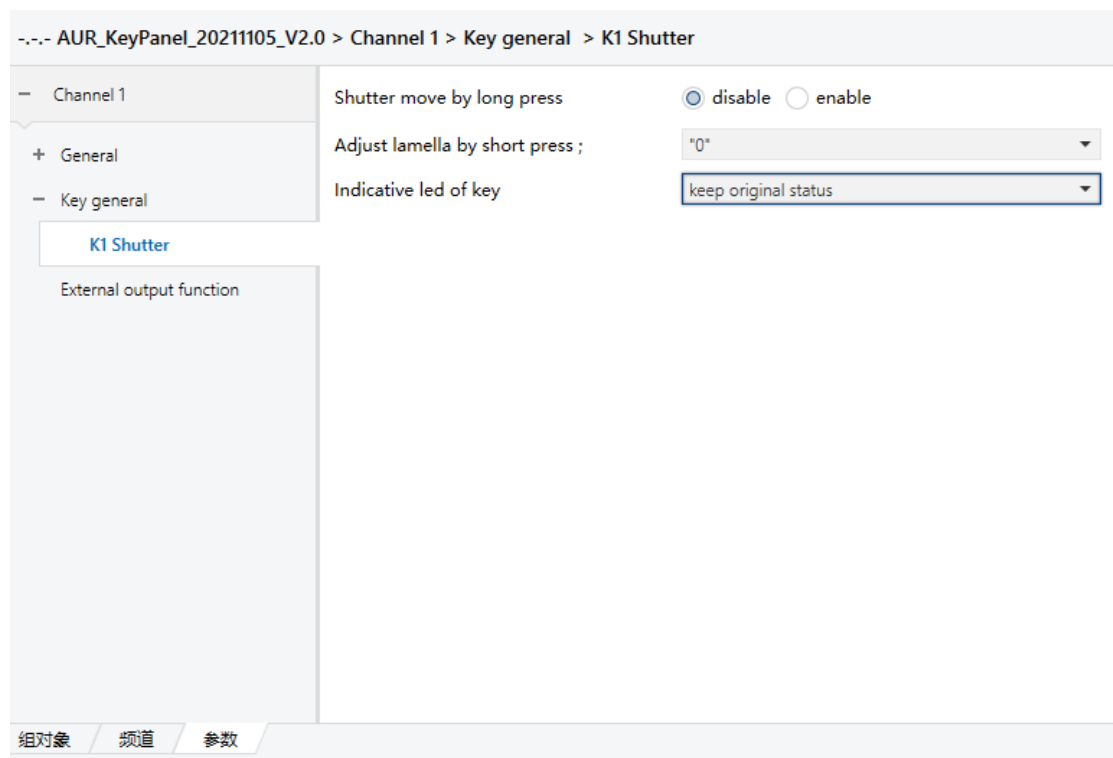 -.-.- AUR_KeyPanel_20211105_V2.0 > Channel 1 > Key general > K1 Shutter
Channel 1
General
Key general
K1 Shutter
External output function
Shutter move by long press disable enable
Adjust lamella by short press ; "0"
Indicative led of key keep original status
组对象 频道 参数